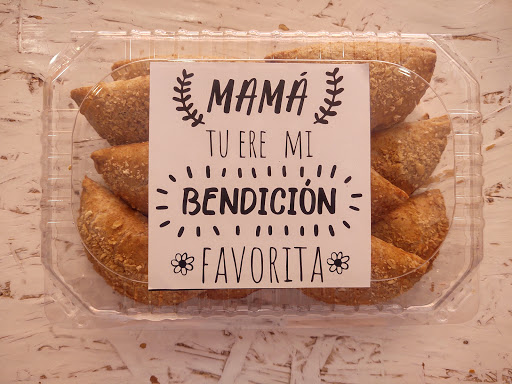 MAMÁ
TU ERE MI
BENDICIÓN
FAVORITA